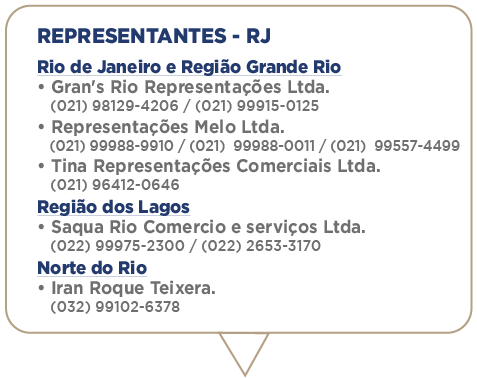 REPRESENTANTES - RJ
Rio de Janeiro e Região Grande Rio
• Gran's Rio Representações Ltda.
(021) 98129-4206 / (021) 99915-0125
• Representações Melo Ltda.
(021) 99988-9910 / (021) 99988-0011 / (021) 99557-4499
• Tina Representações Comerciais Ltda.
(021) 96412-0646
Região dos Lagos
• Saqua Rio Comercio e serviços Ltda.
(022) 99975-2300 / (022) 2653-3170
Norte do Rio
• Iran Roque Teixera.
(032) 99102-6378